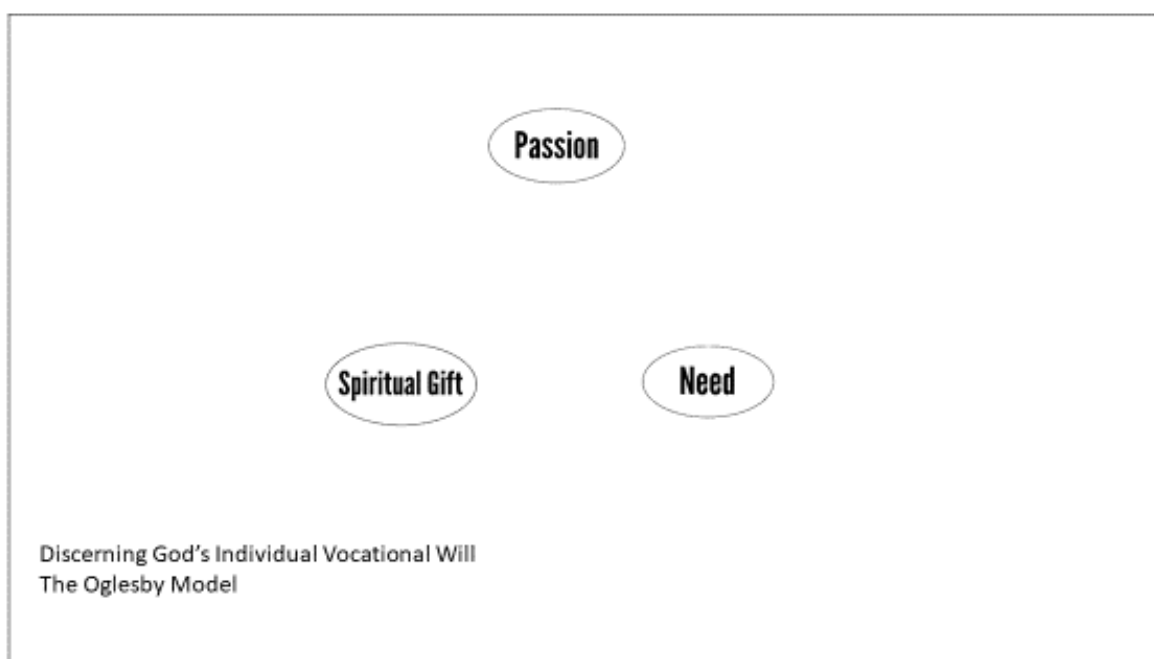 Passion
Spiritual Gift
Need
Discerning God’s Individual Vocational Will
The Oglesby Model